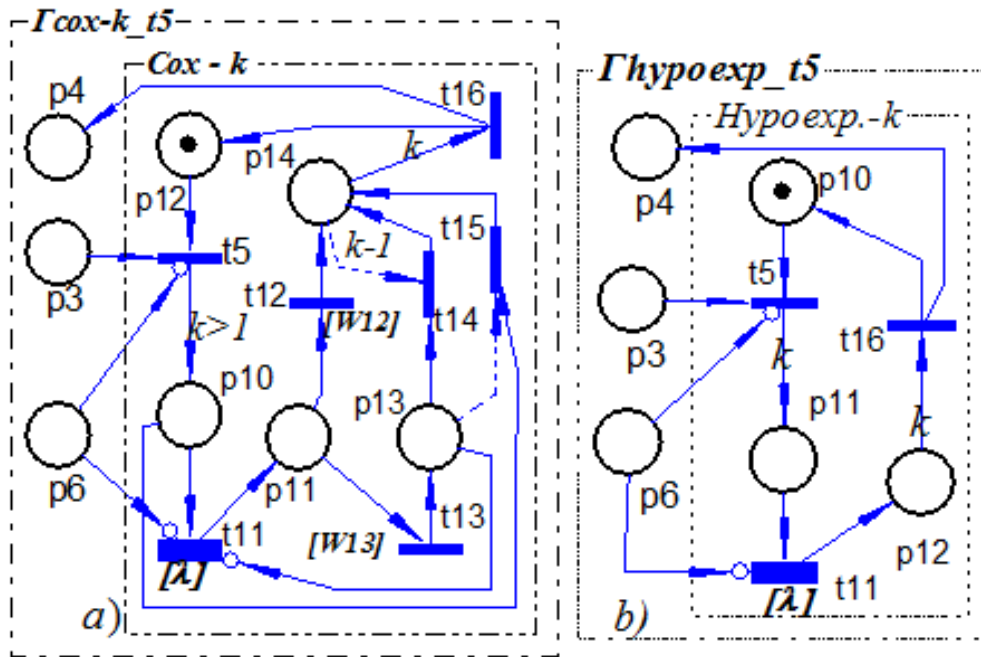 Γcox-k_t5
Cox - k
p4
t16
p14
k
p12
t5
p3
k-1
t15
t12
[W12]
t14
k>1
p10
p13
p6
p11
t13
t11
[W13]
[λ]
a)
Γhypoexp_t5
Hypoexp.-k
p4
p10
t5
p3
k
t16
p11
k
p6
p12
t11
[λ]
b)